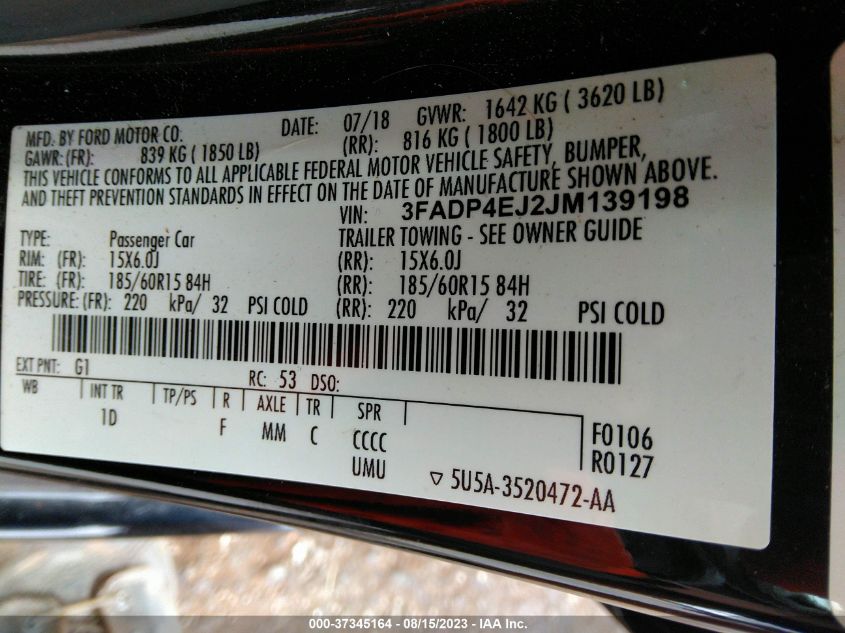 MFD. BY FORD MOTOR CO. DATE: 07/18 GVWR: 1642 KG ( 3620 LB)
GAWR: (FR): 839 KG ( 1850 LB) (RR): 816 KG ( 1800 LB)
THIS VEHICLE CONFORMS TO ALL APPLICABLE FEDERAL MOTOR VEHICLE SAFETY, BUMPER,
AND THEFT PREVENTION STANDARDS IN EFFECT ON THE DATE OF MANUFACTURE SHOWN ABOVE.
VIN: 3FADP4EJ2JM139198
TYPE: Passenger Car TRAILER TOWING - SEE OWNER GUIDE
RIM: (FR): 15X6.0J (RR): 15X6.0J
TIRE: (FR): 185/60R15 84H (RR): 185/60R15 84H
PRESSURE: (FR): 220 kPa/ 32 PSI COLD (RR): 220 kPa/ 32 PSI COLD
EXT PNT: G1 RC: 53 DSO:
WB INT TR TP/PS R AXLE TR SPR
1D F MM C CCCC F0106
UMU R0127
▽ 5U5A-3520472-AA
000-37345164 - 08/15/2023 - IAA Inc.